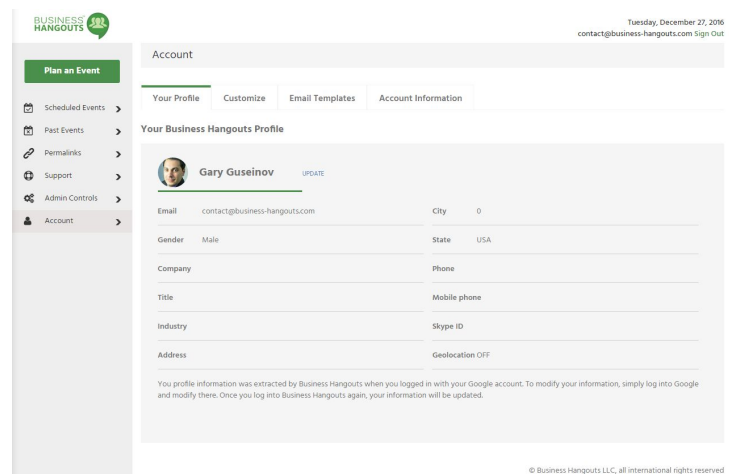 BUSINESS
HANGOUTS
Tuesday, December 27, 2016
contact@business-hangouts.com Sign Out
Plan an Event
Scheduled Events
Past Events
Permalinks
Support
Admin Controls
Account
Account
Your Profile Customize Email Templates Account Information
Your Business Hangouts Profile
Gary Guseinov UPDATE
Email contact@business-hangouts.com City 0
Gender Male State USA
Company Phone
Title Mobile phone
Industry Skype ID
Address Geolocation OFF
You profile information was extracted by Business Hangouts when you logged in with your Google account. To modify your information, simply log into Google
and modify there. Once you log into Business Hangouts again, your information will be updated.
© Business Hangouts LLC, all international rights reserved